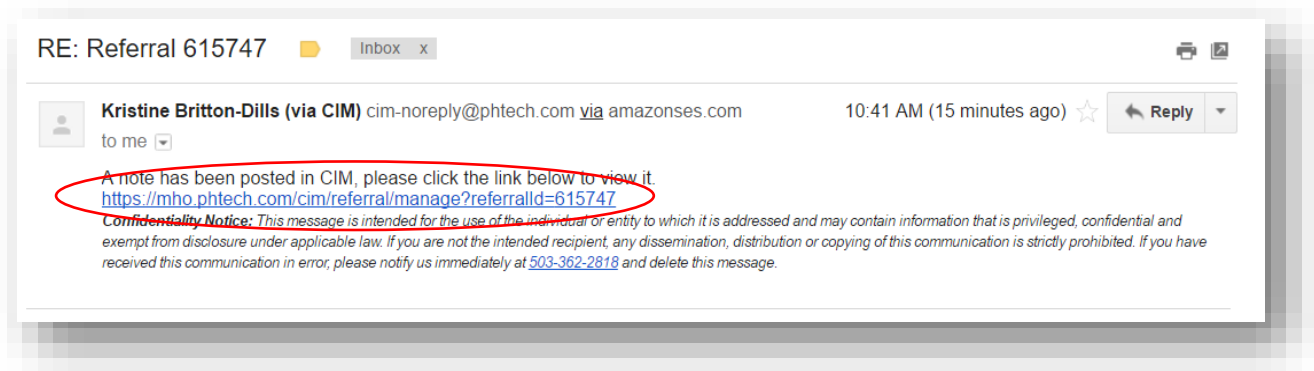 RE: Referral 615747 Inbox x
Kristine Britton-Dills (via CIM) cim-noreply@phtech.com via amazonses.com 10:41 AM (15 minutes ago) Reply
to me
A note has been posted in CIM, please click the link below to view it.
https://mho.phtech.com/cim/referral/manage?referralId=615747
Confidentiality Notice: This message is intended for the use of the individual or entity to which it is addressed and may contain information that is privileged, confidential and
exempt from disclosure under applicable law. If you are not the intended recipient, any dissemination, distribution or copying of this communication is strictly prohibited. If you have
received this communication in error, please notify us immediately at 503-362-2818 and delete this message.